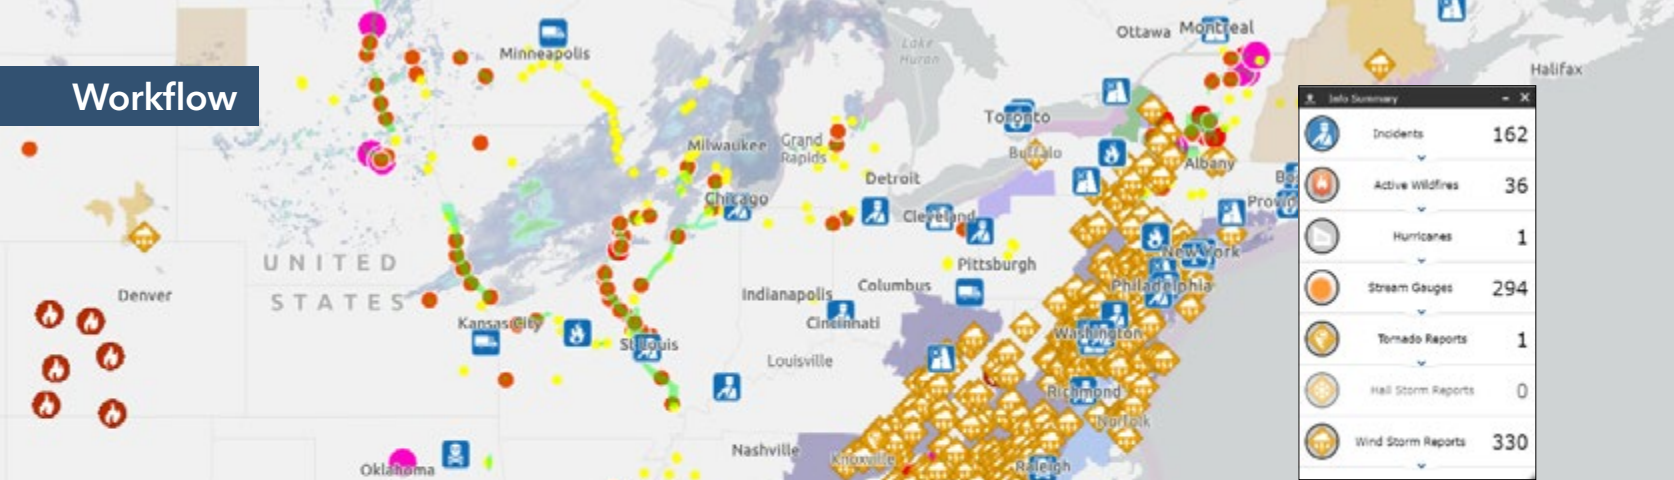 Workflow
Minneapolis
Ottawa Montreal
Halifax
Lake
Huron
Toronto
Milwaukee
Grand
Rapids
Buffalo
Albany
Detroit
Chicago
Cleveland
UNITED
STATES
Denver
Pittsburgh
New York
Indianapolis
Columbus
Philadelphia
Kansas City
Cincinnati
Washington
St Louis
Louisville
Richmond
Norfolk
Nashville
Knoxville
Oklahoma
Raleigh
Info Summary
Incidents 162
Active Wildfires 36
Hurricanes 1
Stream Gauges 294
Tornado Reports 1
Hail Storm Reports 0
Wind Storm Reports 330